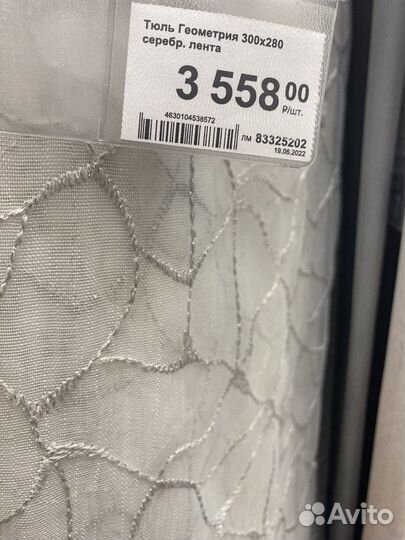 Тюль Геометрия 300х280
серебр. лента
3 558 00
₽/шт.
4630104538572
лм 83325202
19.06.2022
Avito